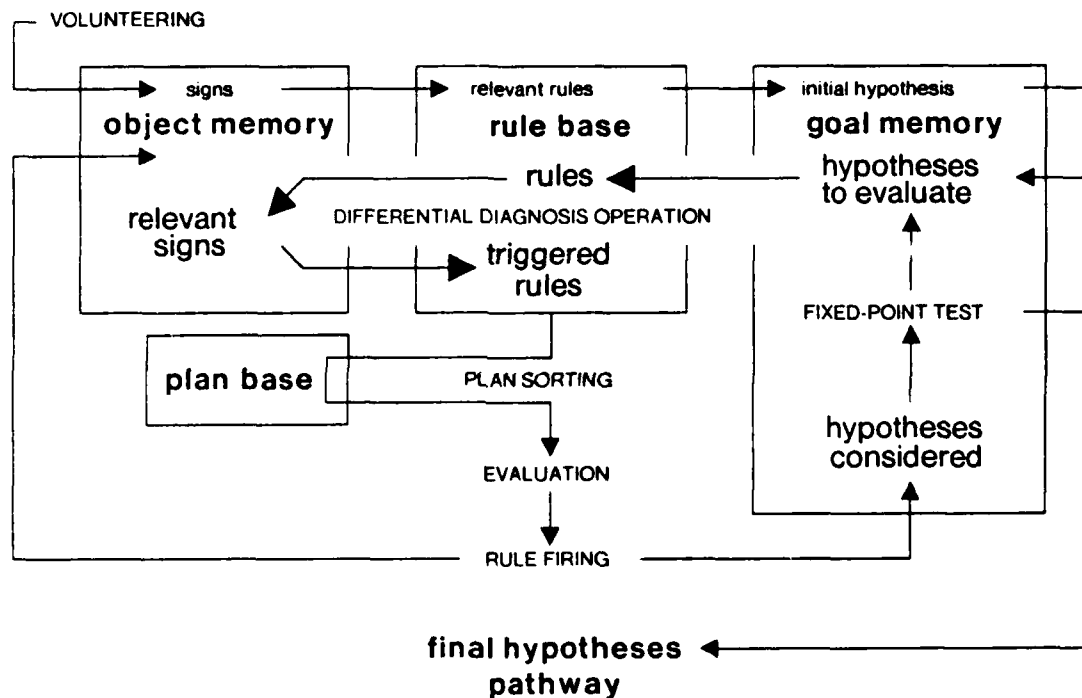 VOLUNTEERING
signs
relevant rules
initial hypothesis
object memory
rule base
goal memory
rules
hypotheses
to evaluate
relevant
signs
DIFFERENTIAL DIAGNOSIS OPERATION
triggered
rules
FIXED-POINT TEST
plan base
PLAN SORTING
hypotheses
considered
EVALUATION
RULE FIRING
final hypotheses
pathway